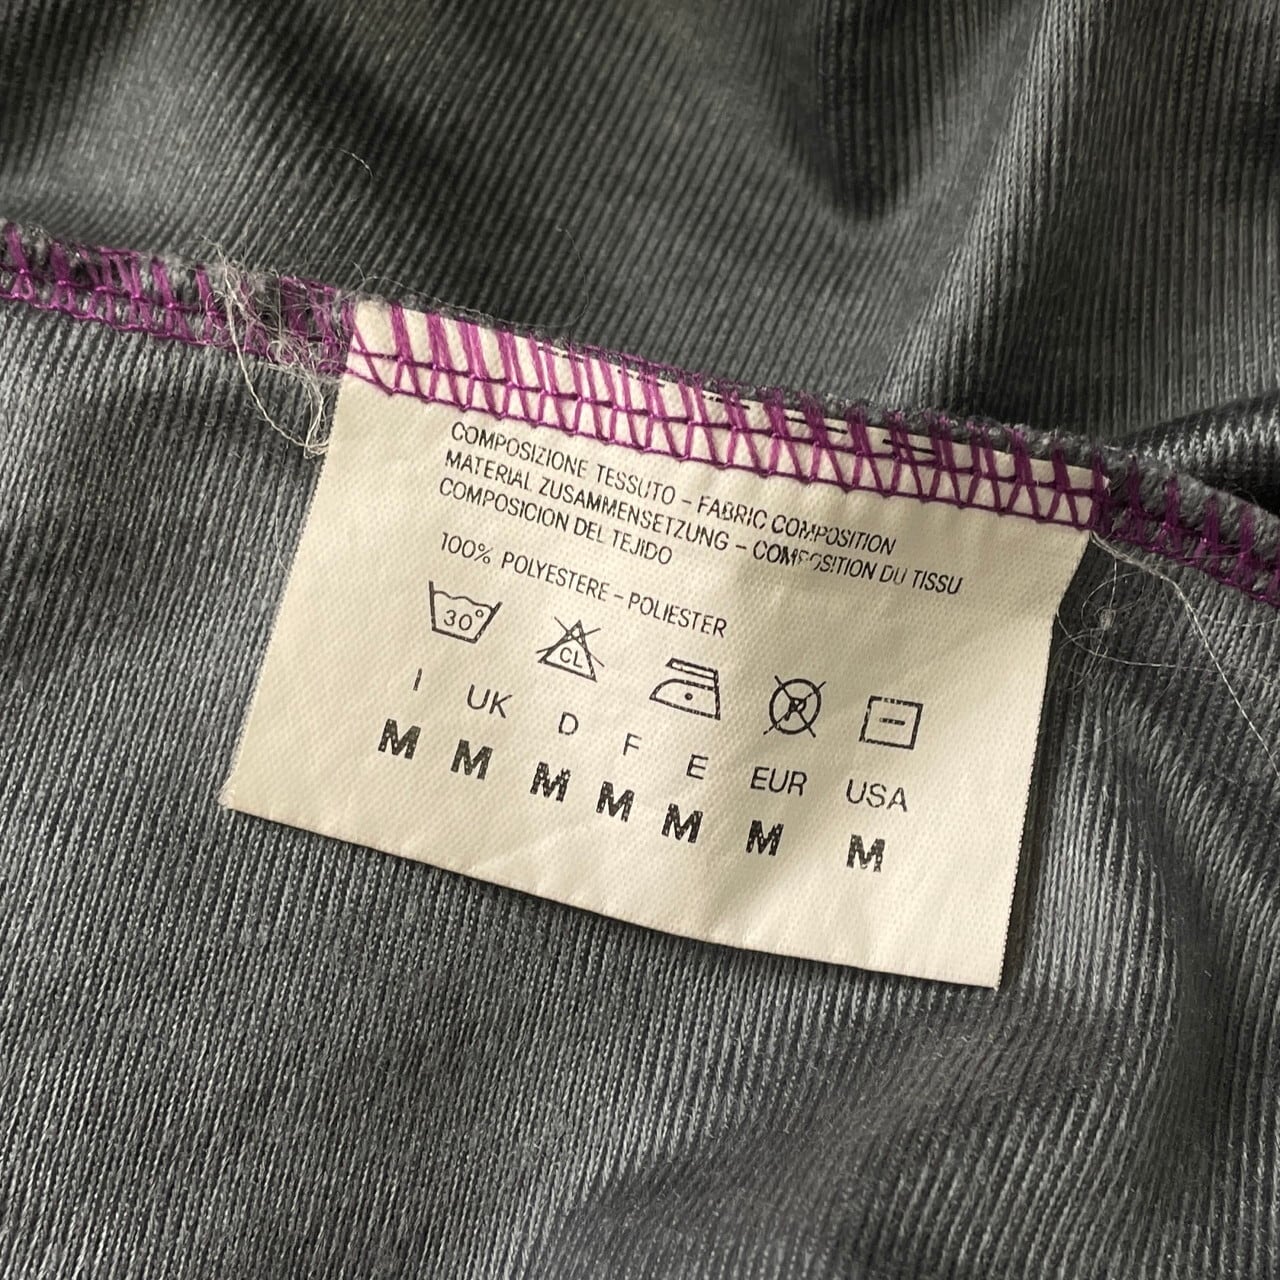 COMPOSIZIONE TESSUTO - FABRIC COMPOSITION
MATERIAL ZUSAMMENSETZUNG - COMPOSITION DU TISSU
COMPOSICION DEL TEJIDO
100% POLYESTERE - POLIESTER
30° CL P
I UK D F E EUR USA
M M M M M M M